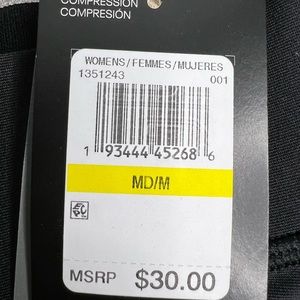 COMPRESSION
COMPRESIÓN
WOMENS/FEMMES/MUJERES
1351243 001
1 93444 45268 6
MD/M
MSRP $30.00